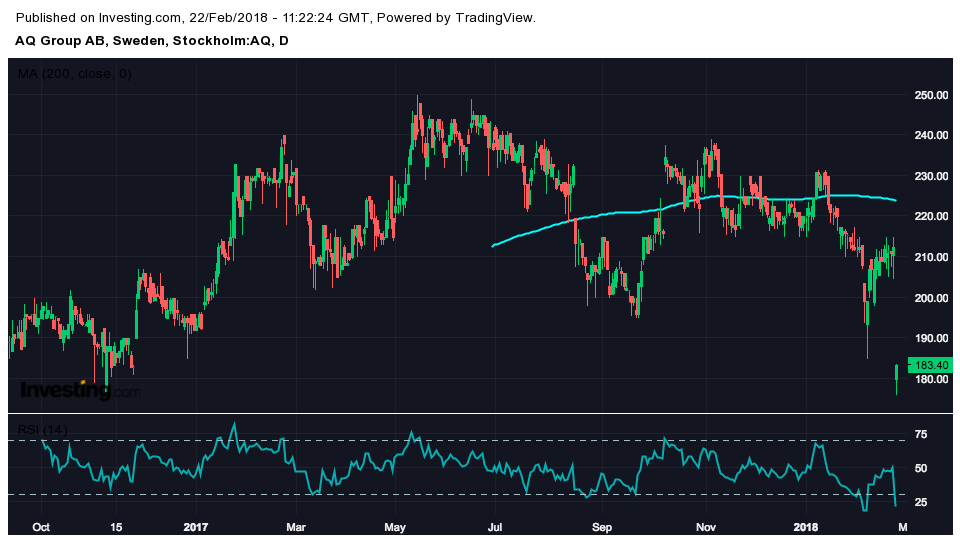 Published on Investing.com, 22/Feb/2018 - 11:22:24 GMT, Powered by TradingView.
AQ Group AB, Sweden, Stockholm:AQ, D
MA (200, close, 0)
250.00
240.00
230.00
220.00
210.00
200.00
190.00
183.40
180.00
Investing.com
RSI (14)
75
50
25
Oct 15 2017 Mar May Jul Sep Nov 2018 M